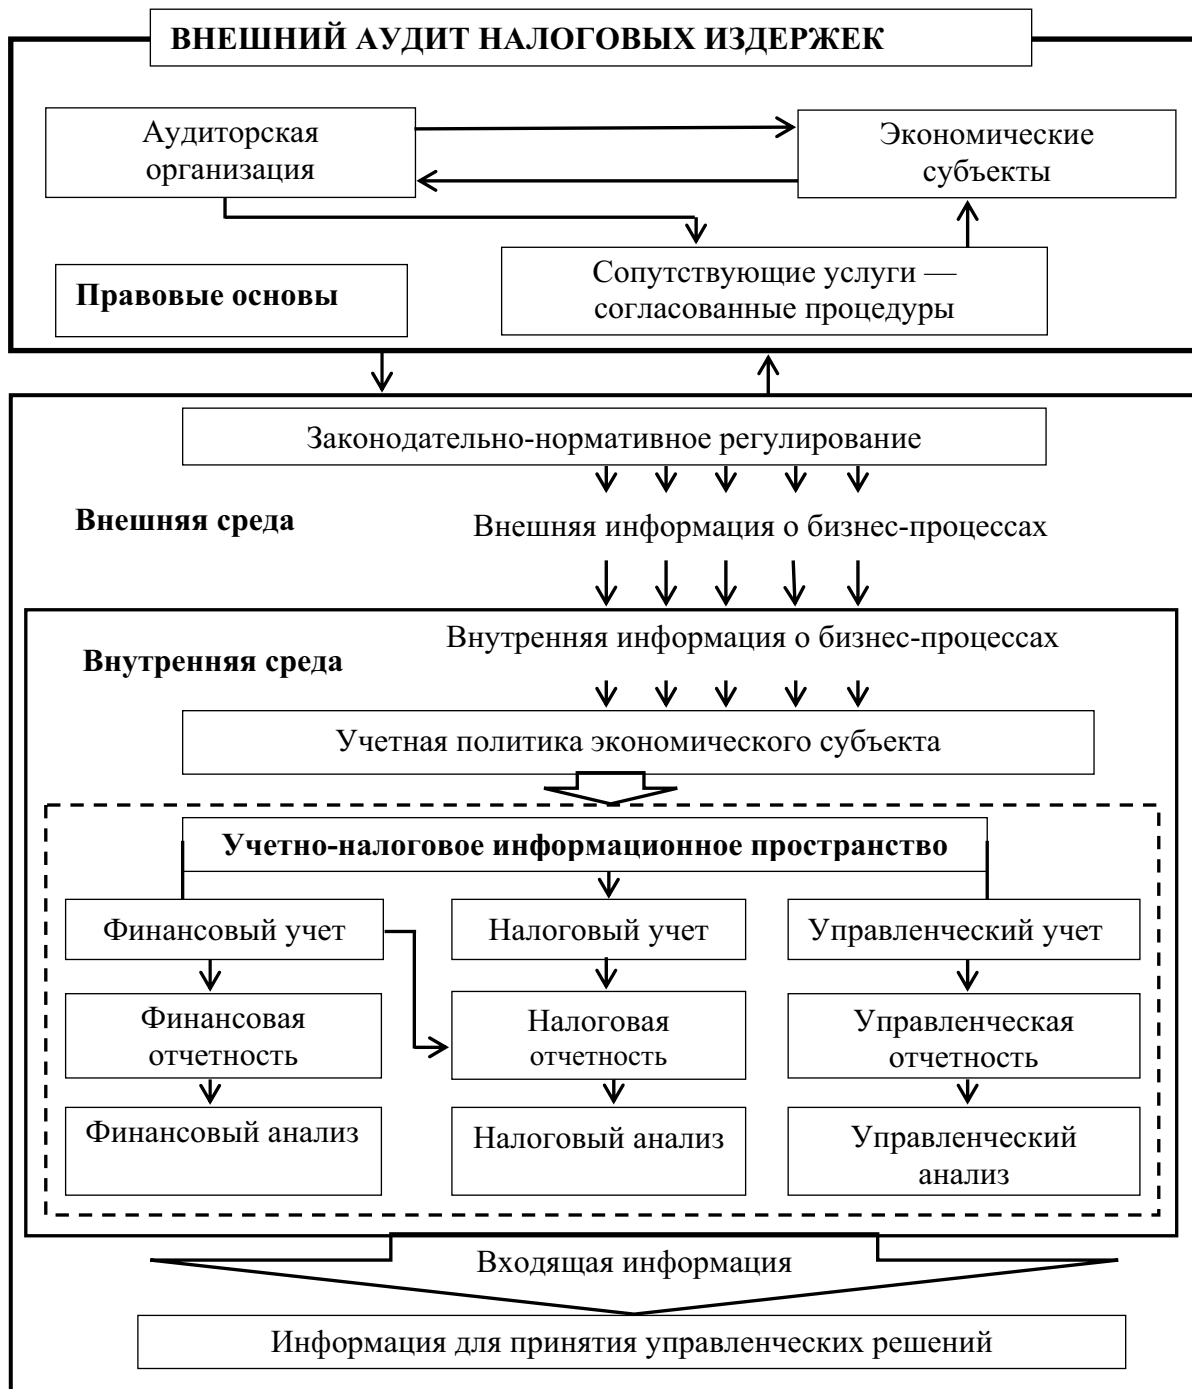 ВНЕШНИЙ АУДИТ НАЛОГОВЫХ ИЗДЕРЖЕК
Аудиторская
организация
Экономические
субъекты
Правовые основы
Сопутствующие услуги —
согласованные процедуры
Законодательно-нормативное регулирование
Внешняя среда
Внешняя информация о бизнес-процессах
Внутренняя информация о бизнес-процессах
Внутренняя среда
Учетная политика экономического субъекта
Учетно-налоговое информационное пространство
Финансовый учет
Налоговый учет
Управленческий учет
Финансовая
отчетность
Налоговая
отчетность
Управленческая
отчетность
Финансовый анализ
Налоговый анализ
Управленческий
анализ
Входящая информация
Информация для принятия управленческих решений